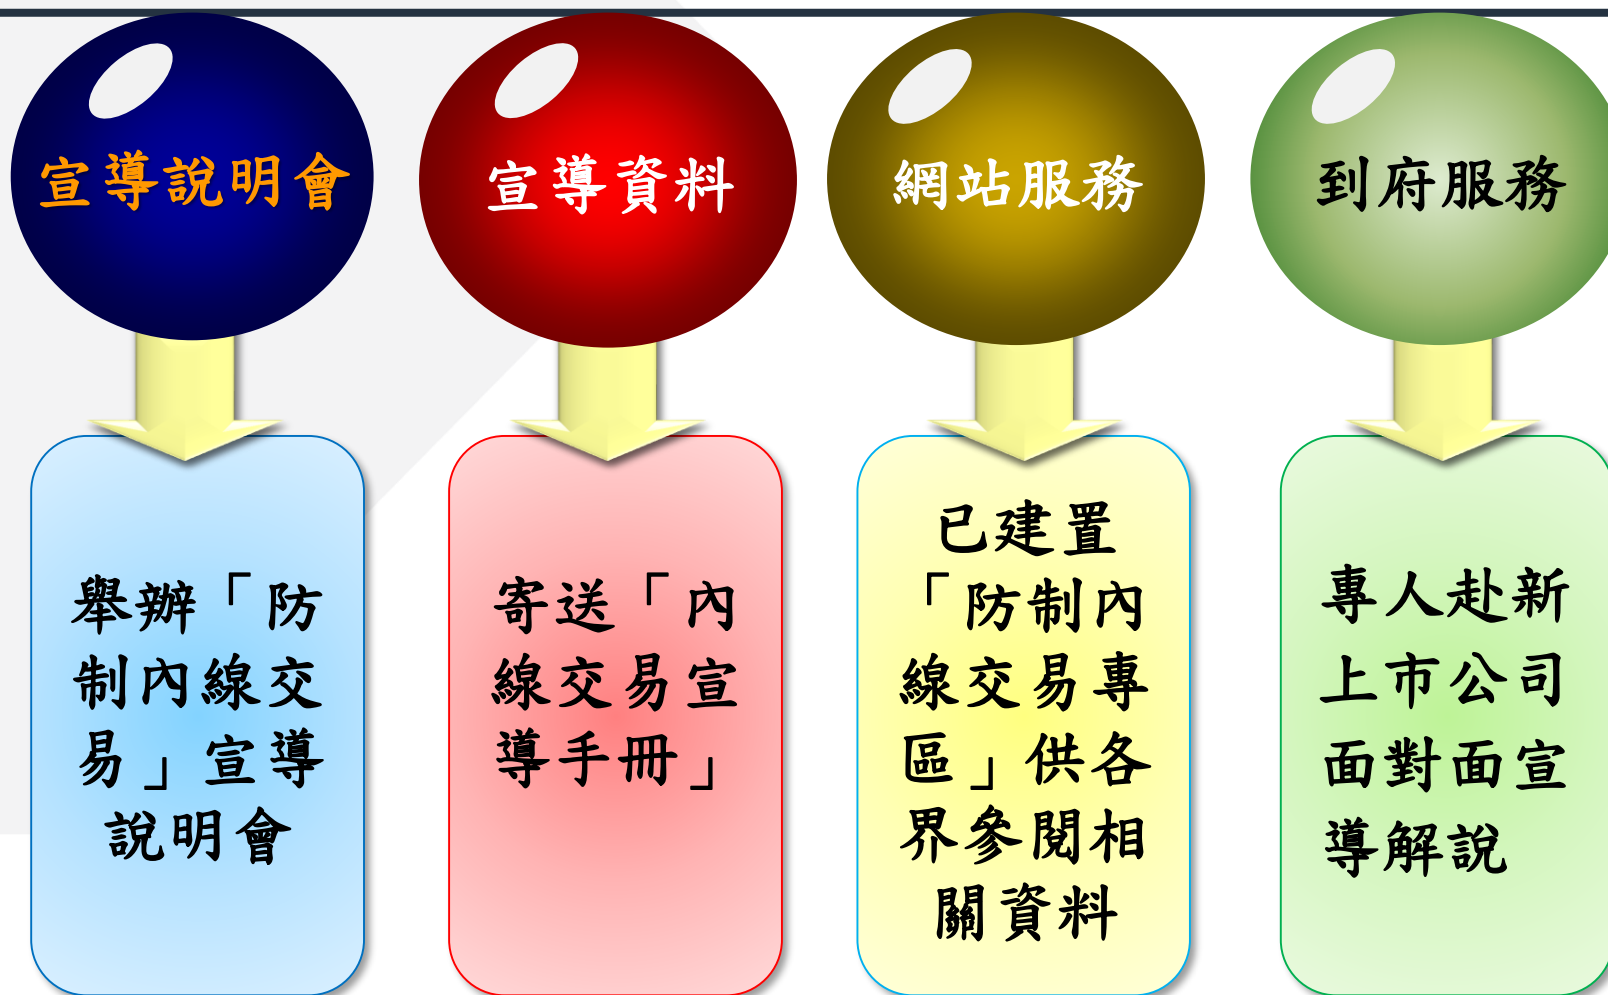 宣導說明會
宣導資料
網站服務
到府服務
舉辦「防
制內線交
易」宣導
說明會
寄送「內
線交易宣
導手冊」
已建置
「防制內
線交易專
區」供各
界參閱相
關資料
專人赴新
上市公司
面對面宣
導解說